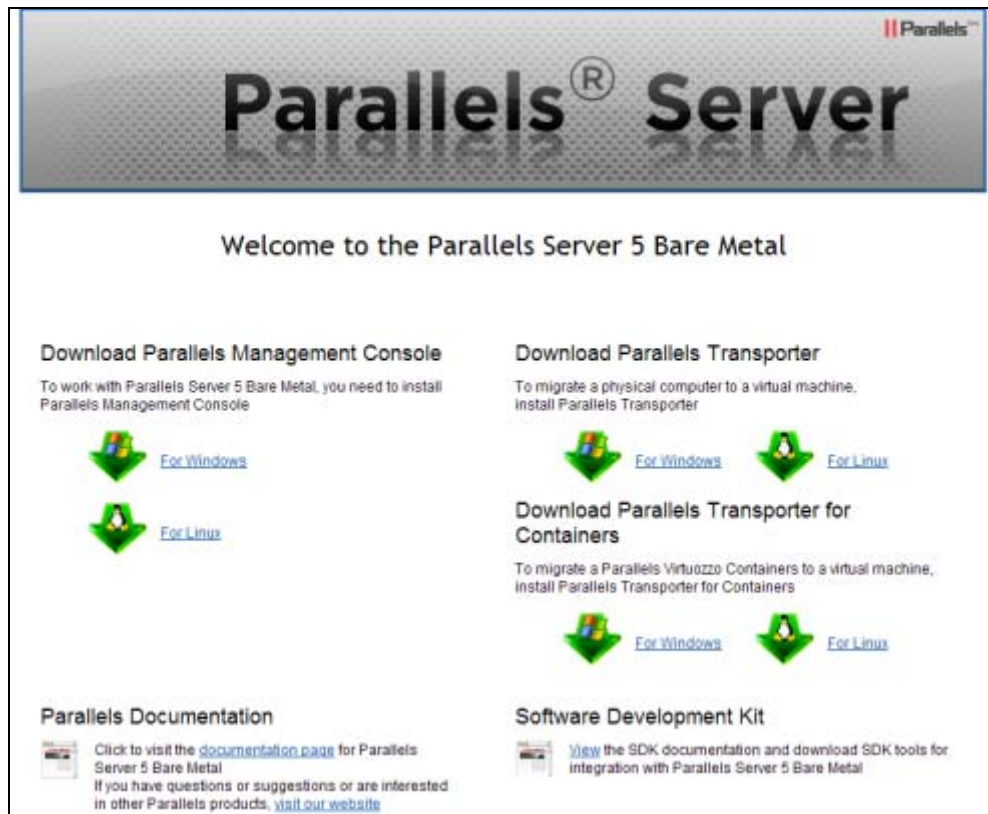 Parallels™
Parallels® Server
Welcome to the Parallels Server 5 Bare Metal
Download Parallels Management Console
To work with Parallels Server 5 Bare Metal, you need to install
Parallels Management Console
For Windows
For Linux
Download Parallels Transporter
To migrate a physical computer to a virtual machine,
install Parallels Transporter
For Windows
For Linux
Download Parallels Transporter for
Containers
To migrate a Parallels Virtuozzo Containers to a virtual machine,
install Parallels Transporter for Containers
For Windows
For Linux
Parallels Documentation
Click to visit the documentation page for Parallels
Server 5 Bare Metal
If you have questions or suggestions or are interested
in other Parallels products, visit our website
Software Development Kit
View the SDK documentation and download SDK tools for
integration with Parallels Server 5 Bare Metal